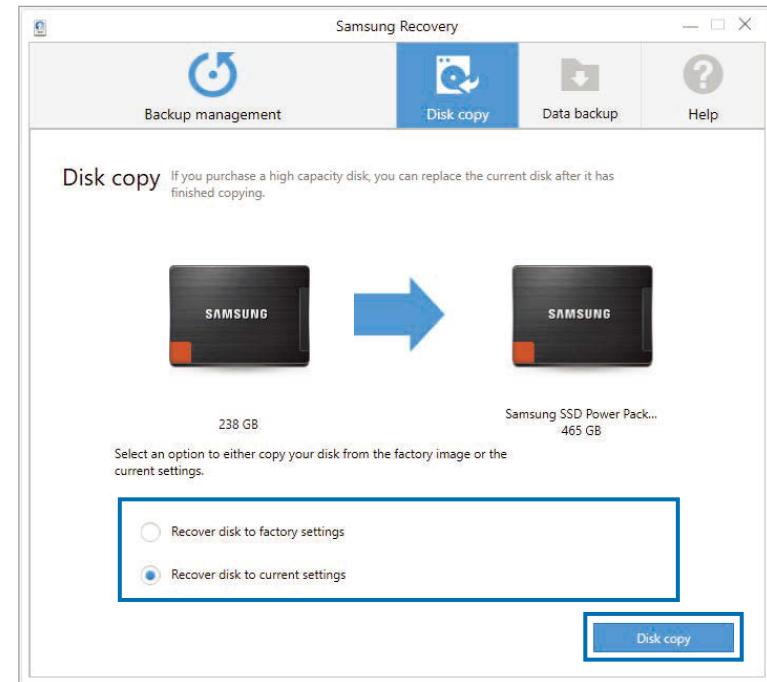 Samsung Recovery
Backup management
Disk copy
Data backup
?
Help
Disk copy
If you purchase a high capacity disk, you can replace the current disk after it has
finished copying.
SAMSUNG
SAMSUNG
238 GB
Samsung SSD Power Pack...
465 GB
Select an option to either copy your disk from the factory image or the
current settings.
Recover disk to factory settings
Recover disk to current settings
Disk copy